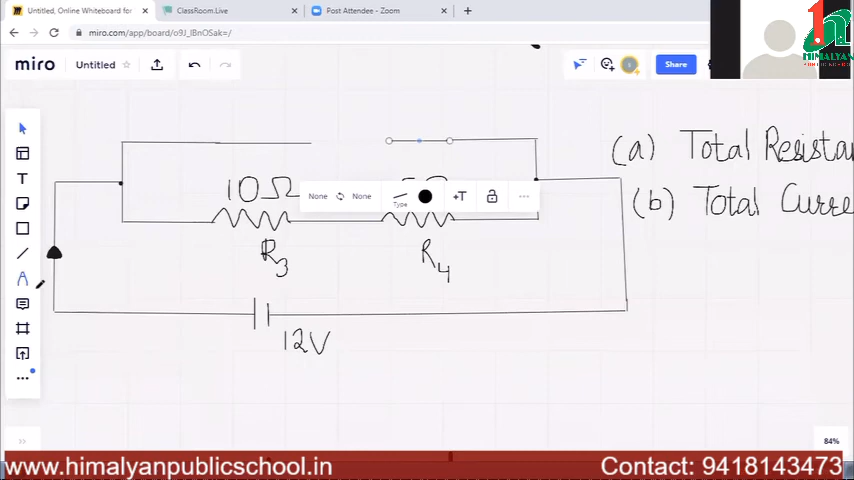 Untitled, Online Whiteboard for
ClassRoom.Live
Post Attendee - Zoom
miro.com/app/board/o9J_lBnOSak=/
miro
Untitled
Share
HIMALYAN
(a) Total Resistan
10Ω
None
None
Type
+T
(b) Total Curre
R3
R4
12V
84%
www.himalyanpublicschool.in
Contact: 9418143473